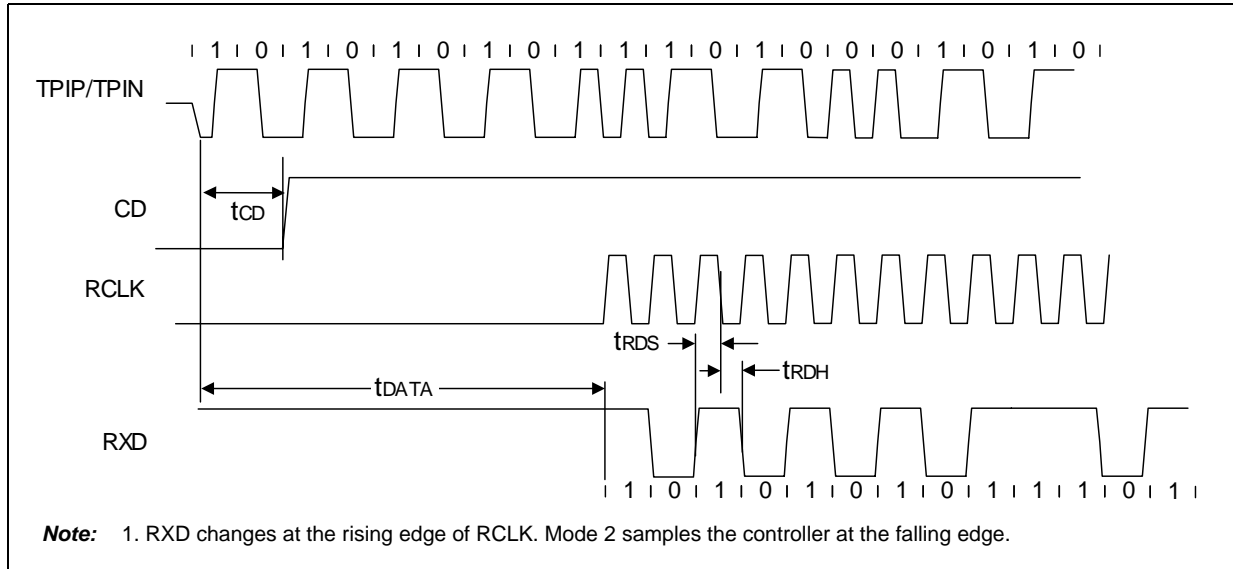 1 0 1 0 1 0 1 0 1 1 1 0 1 0 0 0 1 0 1 0
TPIP/TPIN
CD
tCD
RCLK
tRDS
tRDH
tDATA
RXD
1 0 1 0 1 0 1 0 1 1 1 0 1
Note: 1. RXD changes at the rising edge of RCLK. Mode 2 samples the controller at the falling edge.